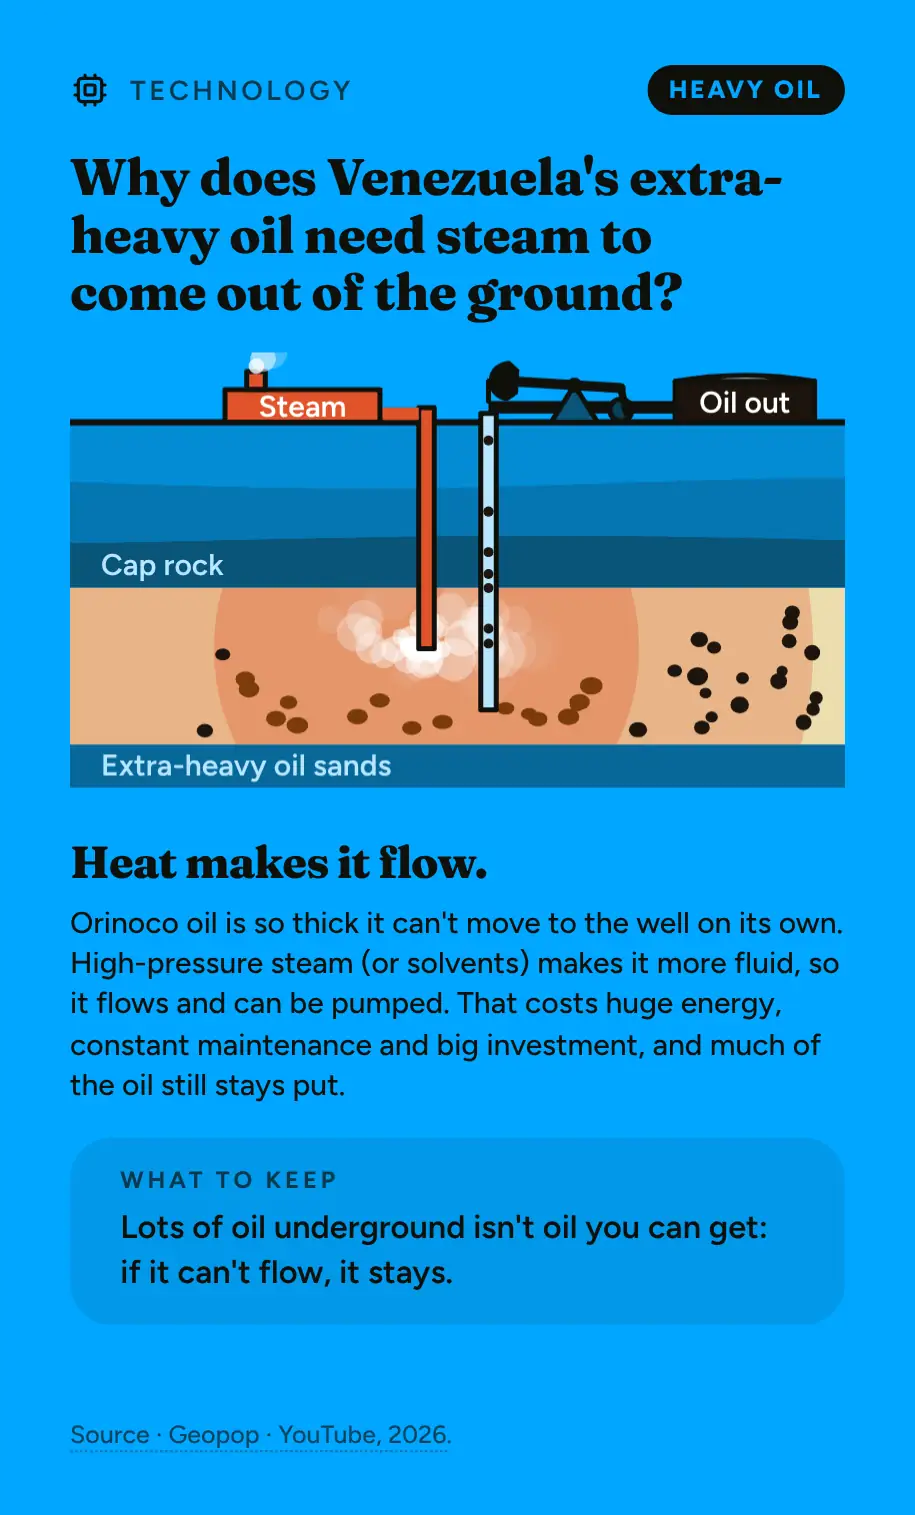 TECHNOLOGY
HEAVY OIL
Why does Venezuela's extra-
heavy oil need steam to
come out of the ground?
Steam
Oil out
Cap rock
Extra-heavy oil sands
Heat makes it flow.
Orinoco oil is so thick it can't move to the well on its own.
High-pressure steam (or solvents) makes it more fluid, so
it flows and can be pumped. That costs huge energy,
constant maintenance and big investment, and much of
the oil still stays put.
WHAT TO KEEP
Lots of oil underground isn't oil you can get:
if it can't flow, it stays.
Source · Geopop · YouTube, 2026.